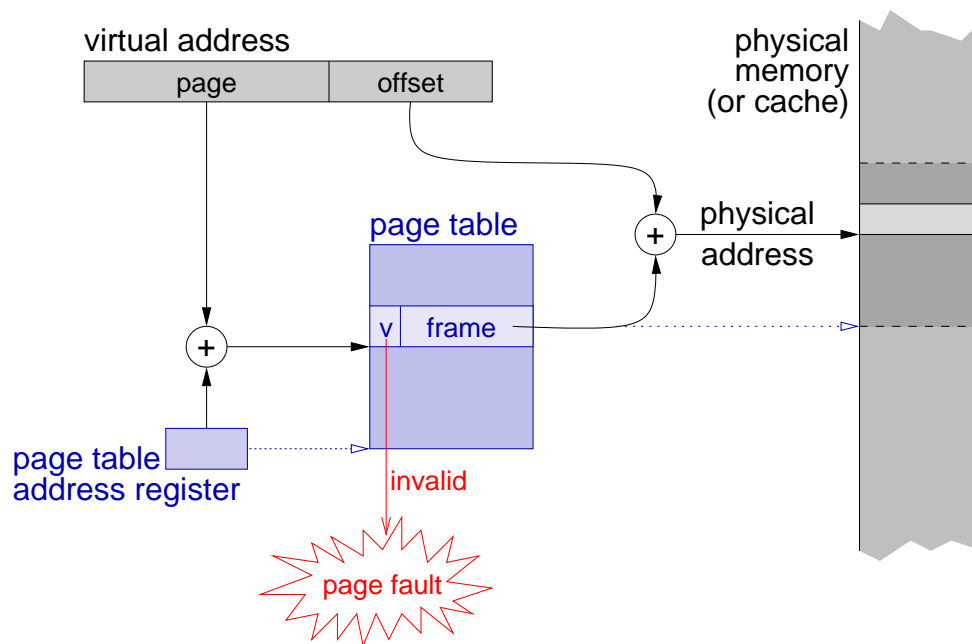 virtual address
page
offset
physical
memory
(or cache)
+
physical
address
page table
v
frame
+
page table
address register
invalid
page fault